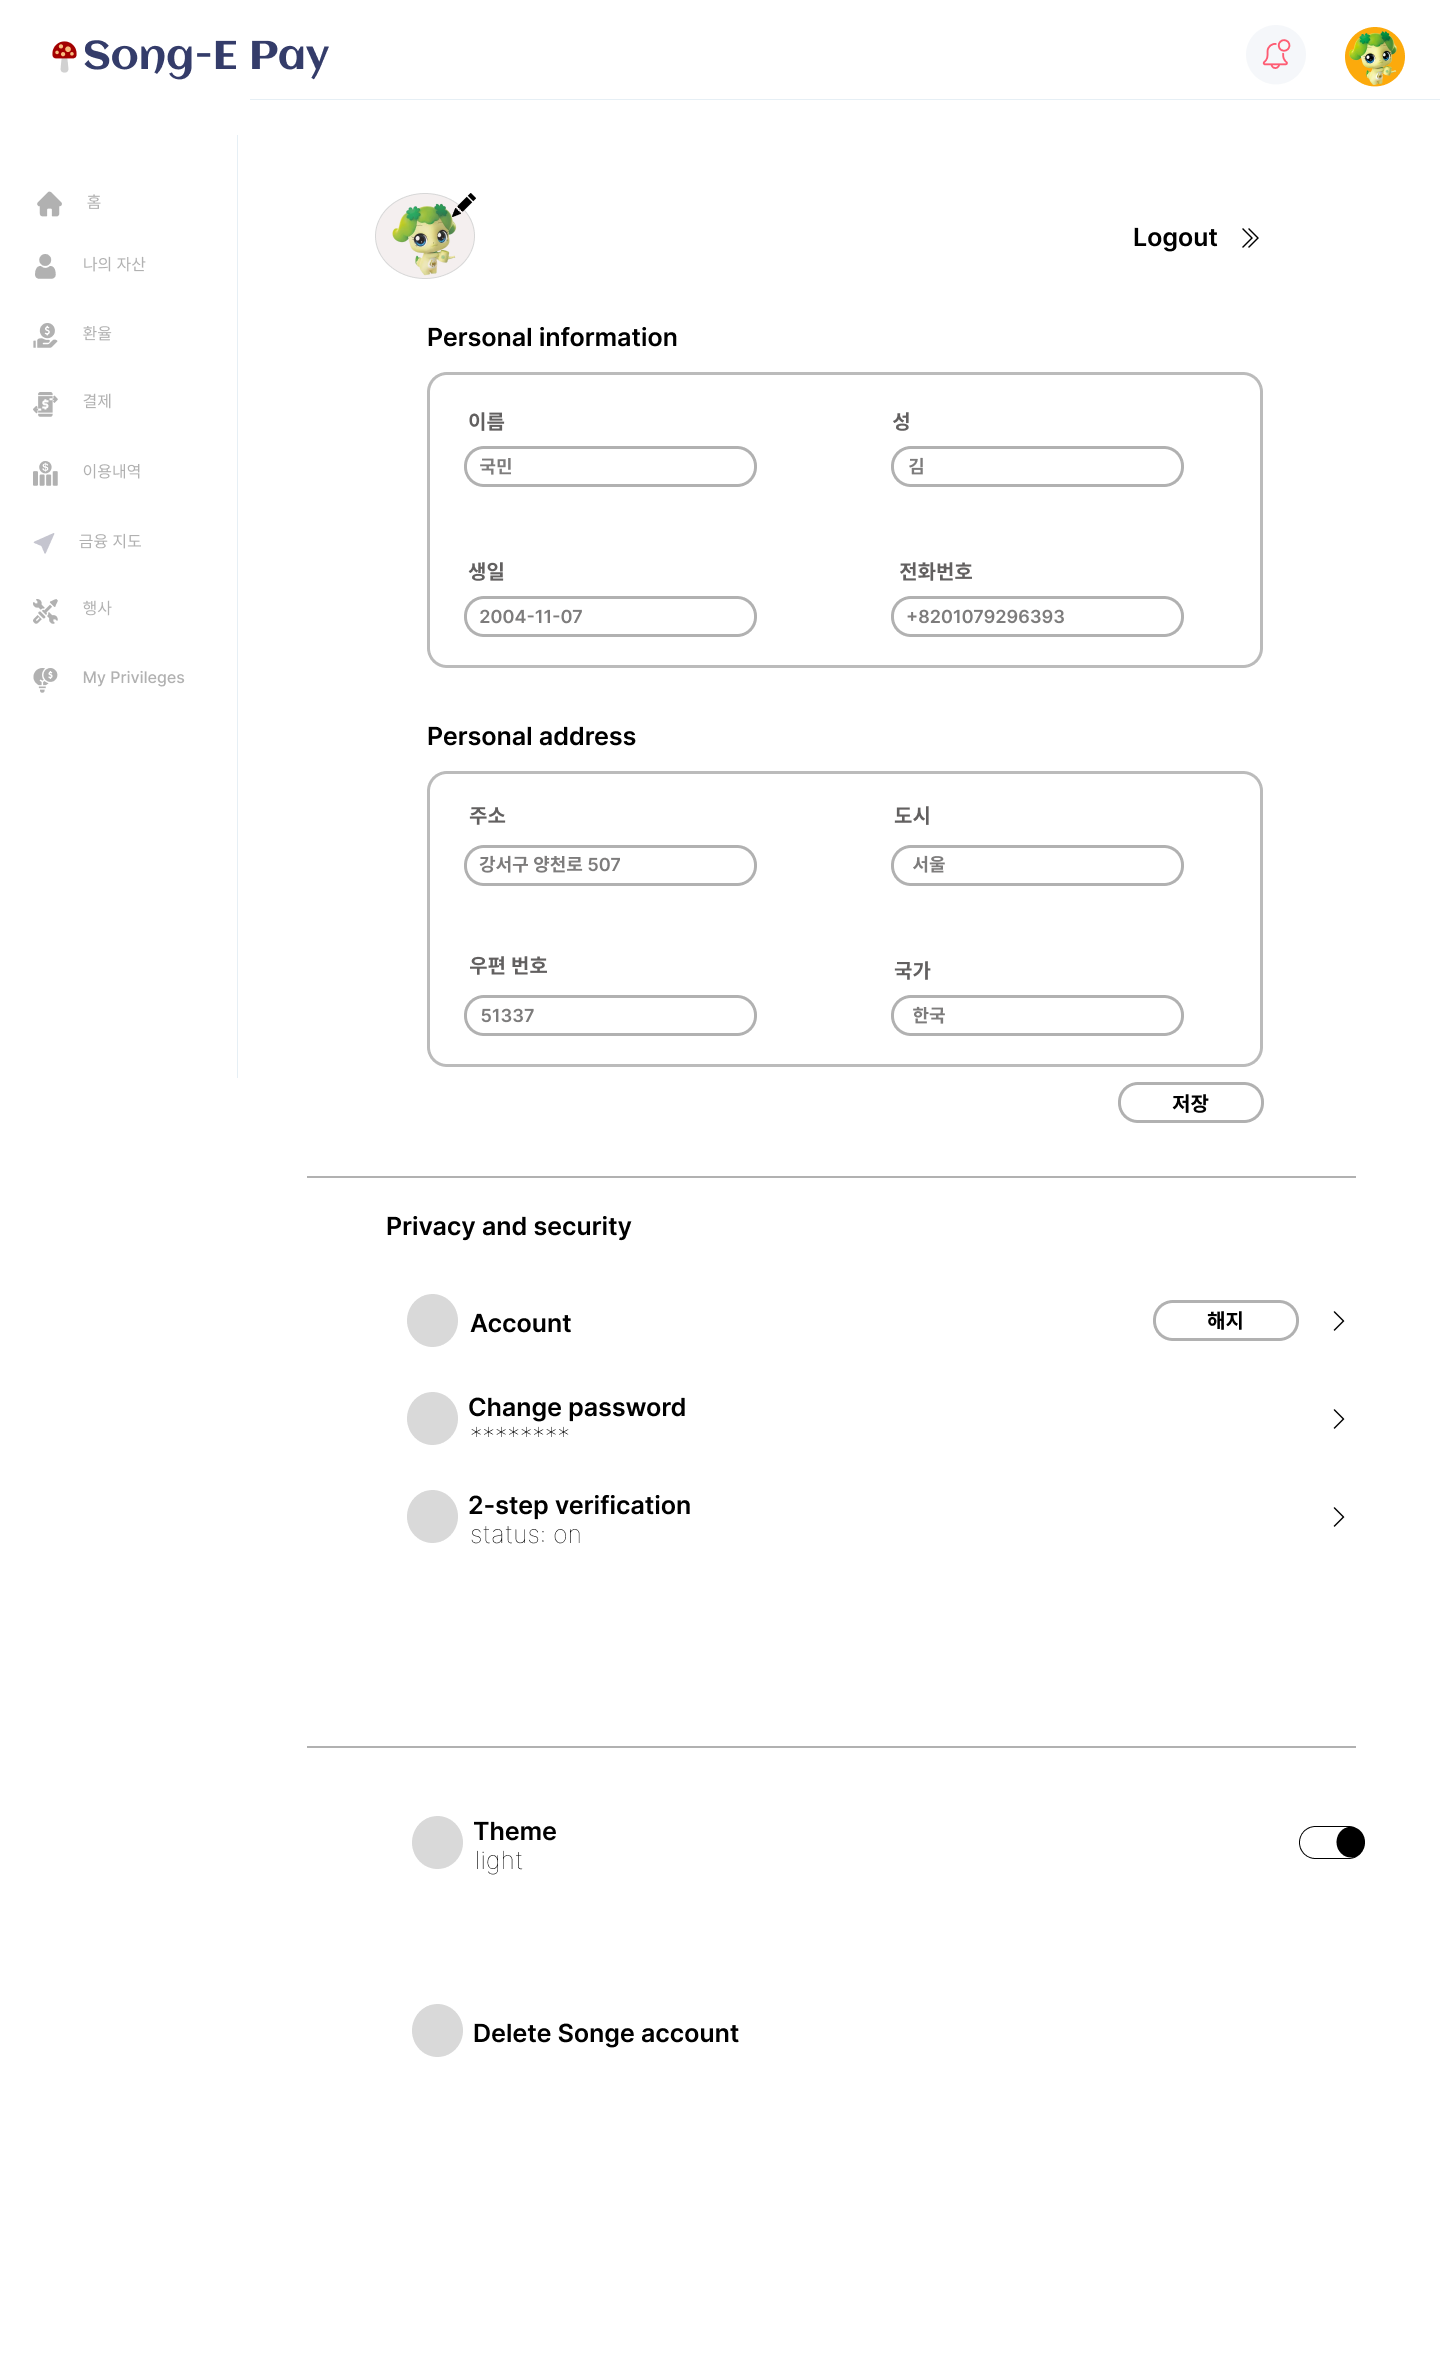 Song-E Pay
홈
나의 자산
환율
결제
이용내역
금융 지도
행사
My Privileges
Logout
Personal information
이름
성
국민
김
생일
전화번호
2004-11-07
+8201079296393
Personal address
주소
도시
강서구 양천로 507
서울
우편 번호
국가
51337
한국
저장
Privacy and security
Account
해지
Change password
********
2-step verification
status: on
Theme
light
Delete Songe account